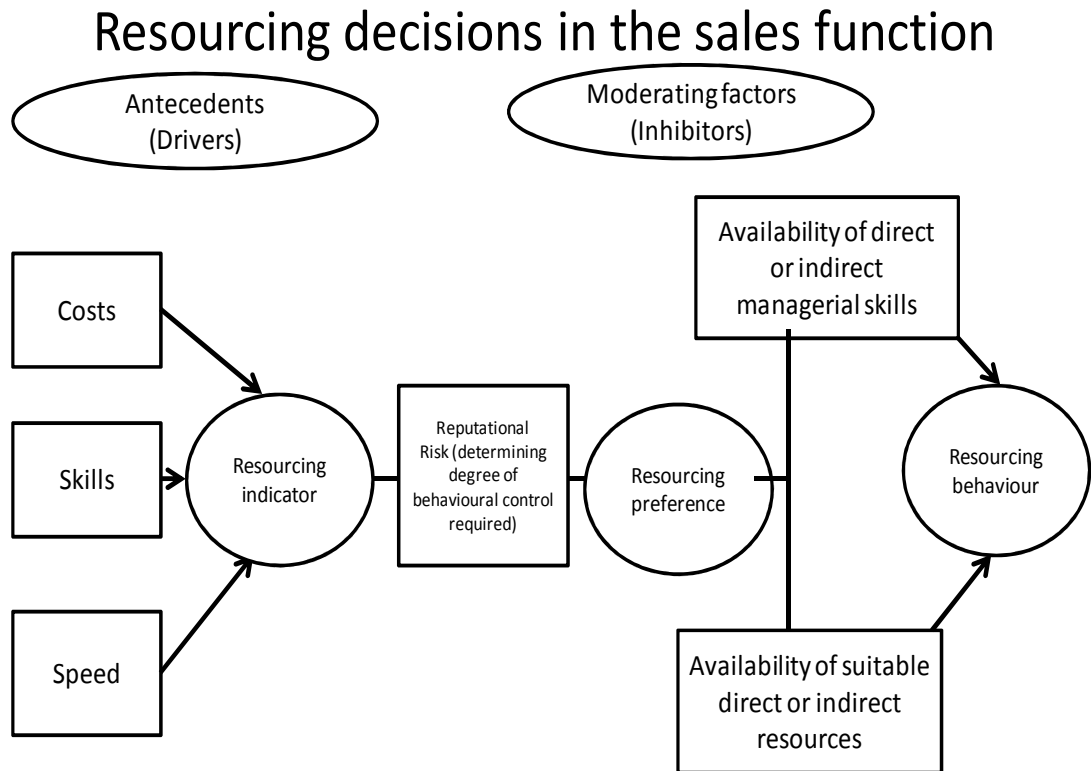 Resourcing decisions in the sales function
Antecedents
(Drivers)
Moderating factors
(Inhibitors)
Costs
Skills
Speed
Resourcing
indicator
Reputational
Risk (determining
degree of
behavioural control
required)
Resourcing
preference
Availability of direct
or indirect
managerial skills
Availability of suitable
direct or indirect
resources
Resourcing
behaviour